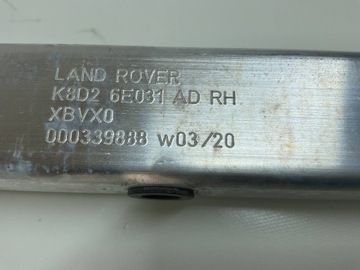 LAND ROVER
K8D2 6E031 AD RH
XBVX0
000339888 w03/20